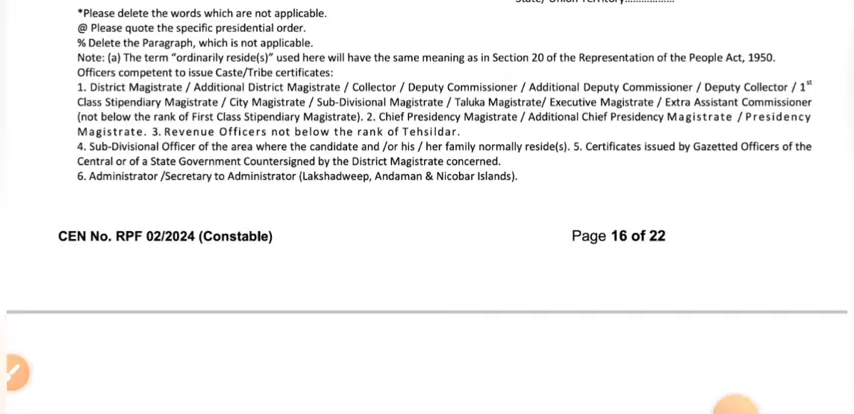 State/ Union Territory..................
*Please delete the words which are not applicable.
@ Please quote the specific presidential order.
% Delete the Paragraph, which is not applicable.
Note: (a) The term “ordinarily reside(s)” used here will have the same meaning as in Section 20 of the Representation of the People Act, 1950.
Officers competent to issue Caste/Tribe certificates:
1. District Magistrate / Additional District Magistrate / Collector / Deputy Commissioner / Additional Deputy Commissioner / Deputy Collector / 1st
Class Stipendiary Magistrate / City Magistrate / Sub-Divisional Magistrate / Taluka Magistrate/ Executive Magistrate / Extra Assistant Commissioner
(not below the rank of First Class Stipendiary Magistrate). 2. Chief Presidency Magistrate / Additional Chief Presidency Magistrate / Presidency
Magistrate. 3. Revenue Officers not below the rank of Tehsildar.
4. Sub-Divisional Officer of the area where the candidate and /or his / her family normally reside(s). 5. Certificates issued by Gazetted Officers of the
Central or of a State Government Countersigned by the District Magistrate concerned.
6. Administrator /Secretary to Administrator (Lakshadweep, Andaman & Nicobar Islands).
CEN No. RPF 02/2024 (Constable)
Page 16 of 22